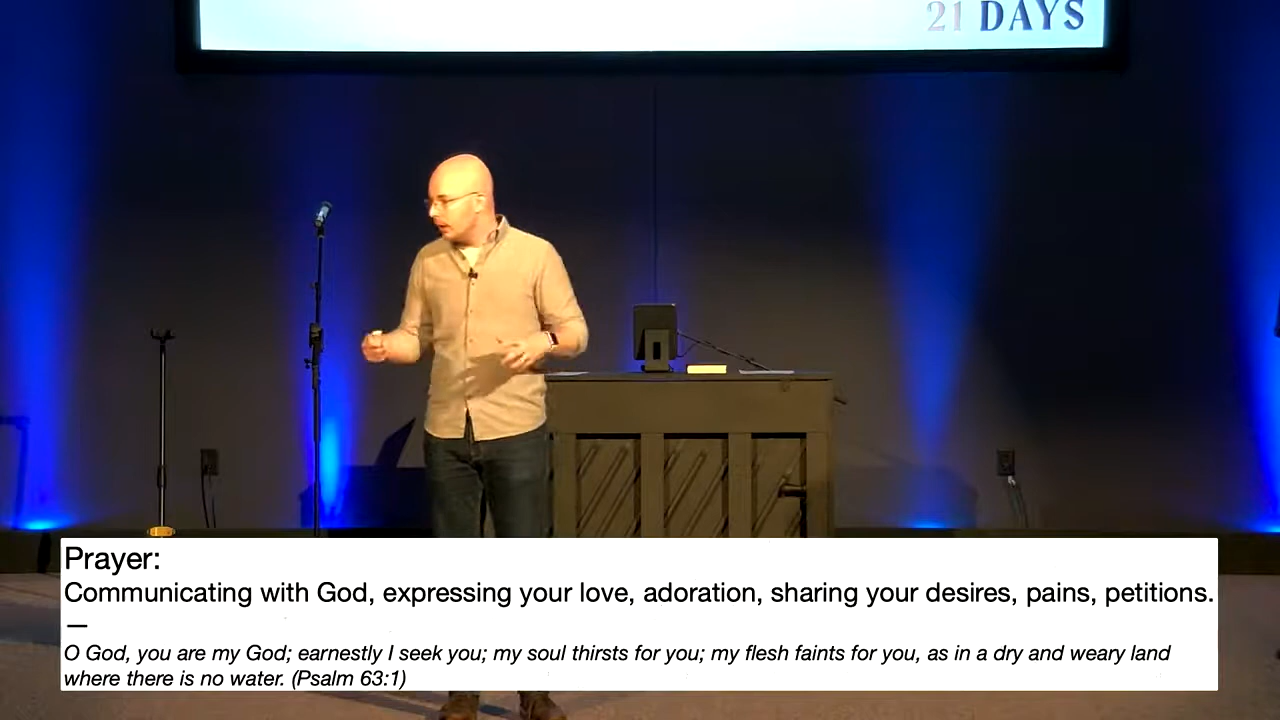 21 DAYS
Prayer:
Communicating with God, expressing your love, adoration, sharing your desires, pains, petitions.
—
O God, you are my God; earnestly I seek you; my soul thirsts for you; my flesh faints for you, as in a dry and weary land
where there is no water. (Psalm 63:1)